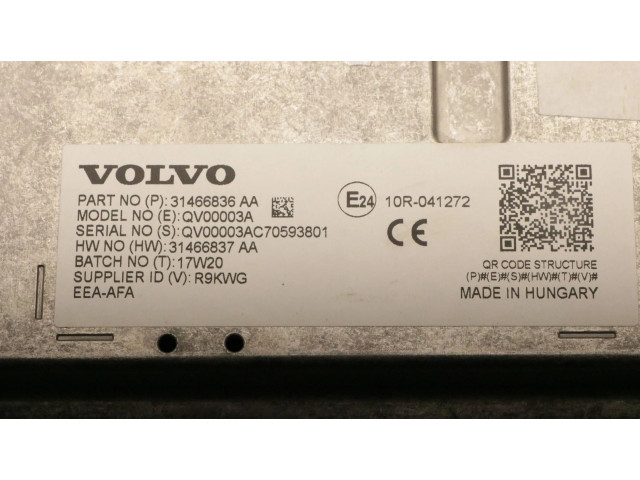 VOLVO
PART NO (P): 31466836 AA
MODEL NO (E): QV00003A
SERIAL NO (S): QV00003AC70593801
HW NO (HW): 31466837 AA
BATCH NO (T): 17W20
SUPPLIER ID (V): R9KWG
EEA-AFA
E24 10R-041272
CE
QR CODE STRUCTURE
(P)#(E)#(S)#(HW)#(T)#(V)#
MADE IN HUNGARY